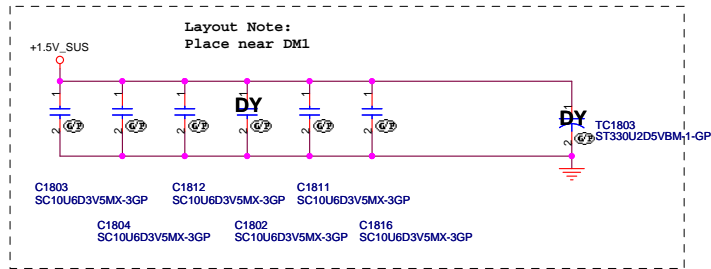 Layout Note:
Place near DM1
+1.5V_SUS
1 1 1 1 1 1 1
DY DY
G/P G/P G/P G/P G/P G/P G/P
2 2 2 2 2 2 2
TC1803
ST330U2D5VBM-1-GP
C1803 C1812 C1811
SC10U6D3V5MX-3GP SC10U6D3V5MX-3GP SC10U6D3V5MX-3GP
C1804 C1802 C1816
SC10U6D3V5MX-3GP SC10U6D3V5MX-3GP SC10U6D3V5MX-3GP